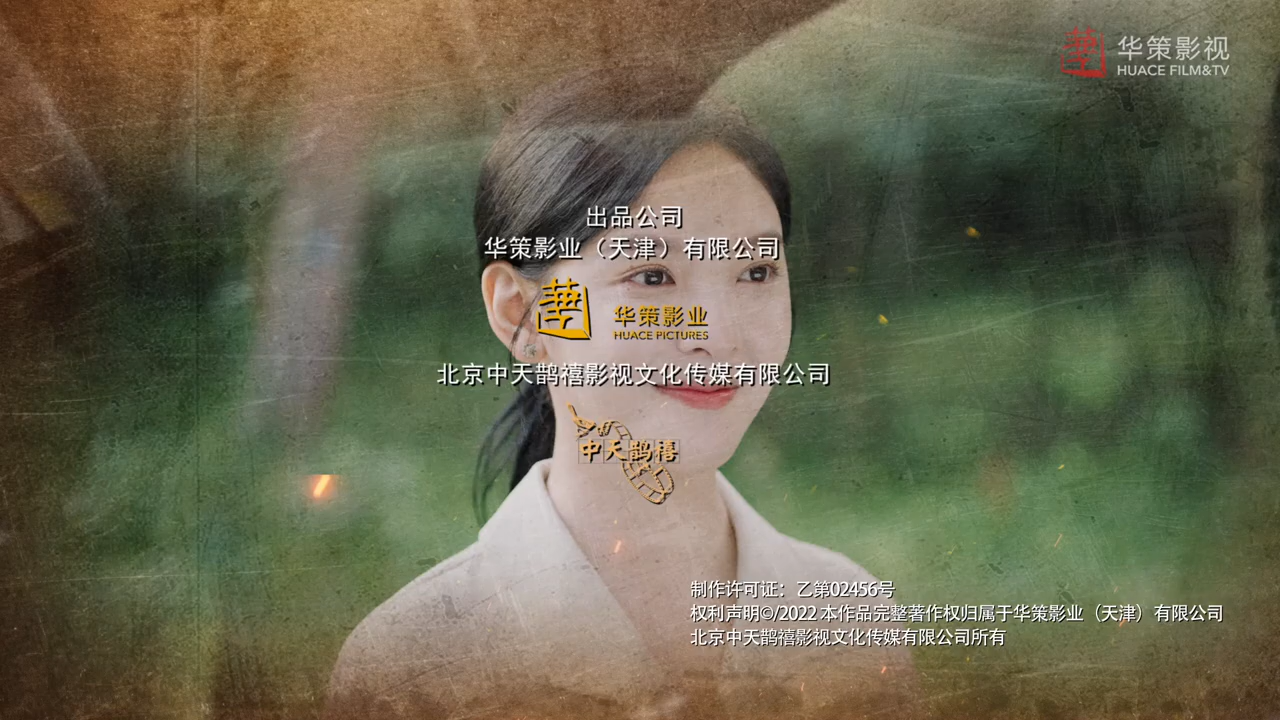 華
华策影视
HUACE FILM&TV
出品公司
华策影业（天津）有限公司
華
华策影业
HUACE PICTURES
北京中天鹊禧影视文化传媒有限公司
中天鹊禧
制作许可证：乙第02456号
权利声明©/2022 本作品完整著作权归属于华策影业（天津）有限公司
北京中天鹊禧影视文化传媒有限公司所有